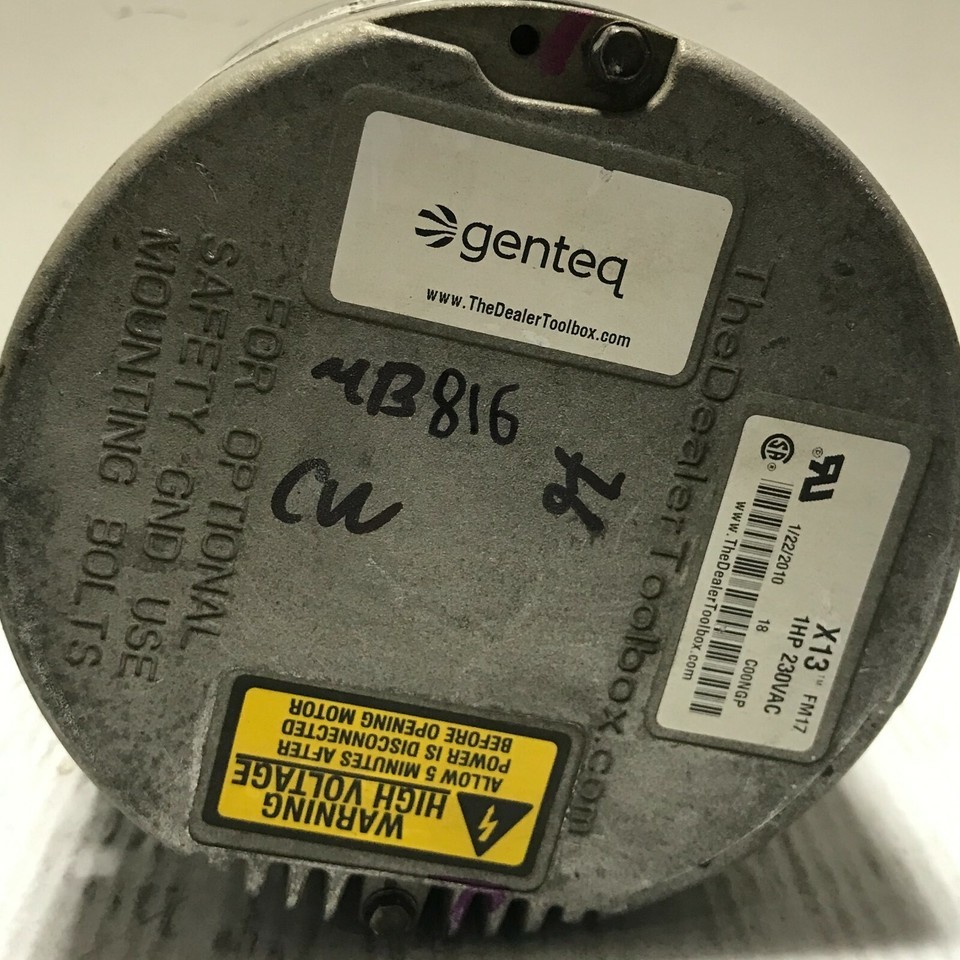 genteq
www.TheDealerToolbox.com
MB816
CW
FOR OPTIONAL
SAFETY GND USE
MOUNTING BOLTS
TheDealerToolbox.com
X13™ FM17
1HP 230VAC
1/22/2010 18 C00NGP
www.TheDealerToolbox.com
WARNING
HIGH VOLTAGE
ALLOW 5 MINUTES AFTER
POWER IS DISCONNECTED
BEFORE OPENING MOTOR